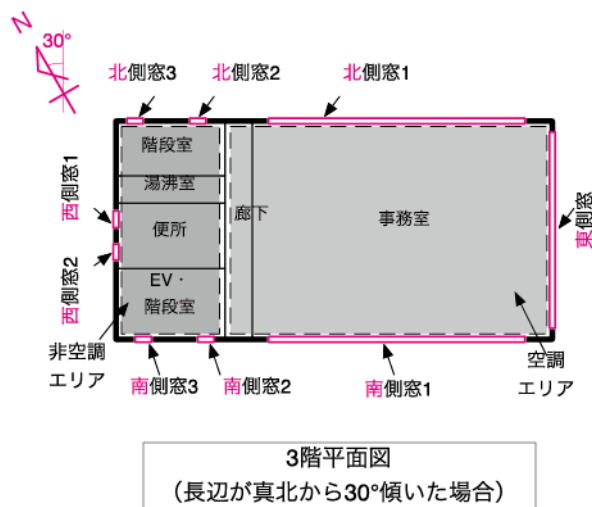 N
30°
北側窓3
北側窓2
北側窓1
階段室
湯沸室
廊下
事務室
便所
EV・
階段室
西側窓1
西側窓2
東側窓
非空調
エリア
空調
エリア
南側窓3
南側窓2
南側窓1
3階平面図
（長辺が真北から30°傾いた場合）